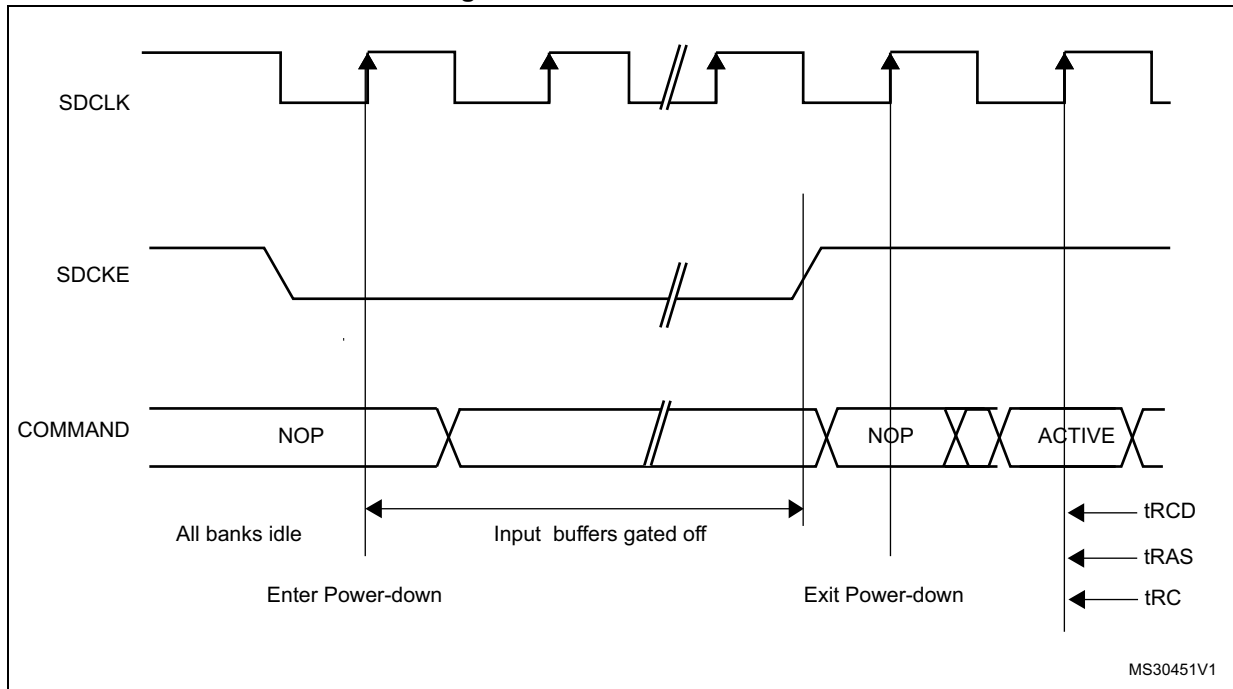 SDCLK
SDCKE
COMMAND
NOP
NOP
ACTIVE
All banks idle
Input buffers gated off
tRCD
tRAS
tRC
Enter Power-down
Exit Power-down
MS30451V1